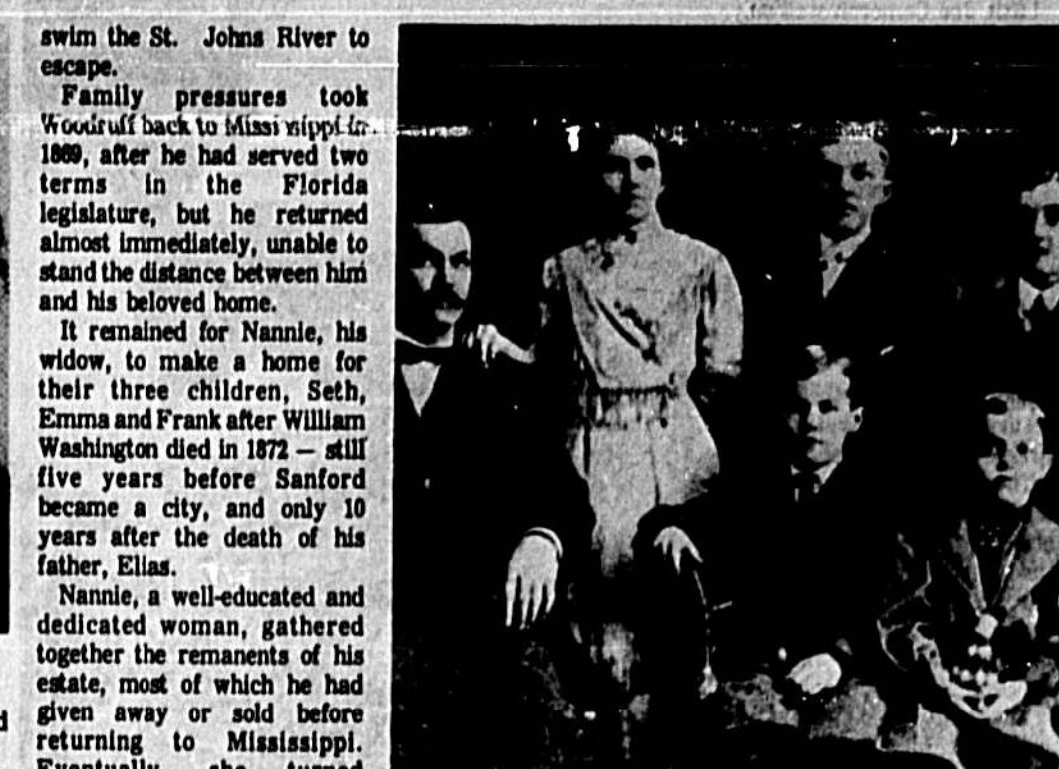 swim the St. Johns River to
escape.
Family pressures took
Woodruff back to Mississippi in
1869, after he had served two
terms in the Florida
legislature, but he returned
almost immediately, unable to
stand the distance between him
and his beloved home.
It remained for Nannie, his
widow, to make a home for
their three children, Seth,
Emma and Frank after William
Washington died in 1872 — still
five years before Sanford
became a city, and only 10
years after the death of his
father, Elias.
Nannie, a well-educated and
dedicated woman, gathered
together the remanents of his
estate, most of which he had
given away or sold before
returning to Mississippi.
Eventually she turned